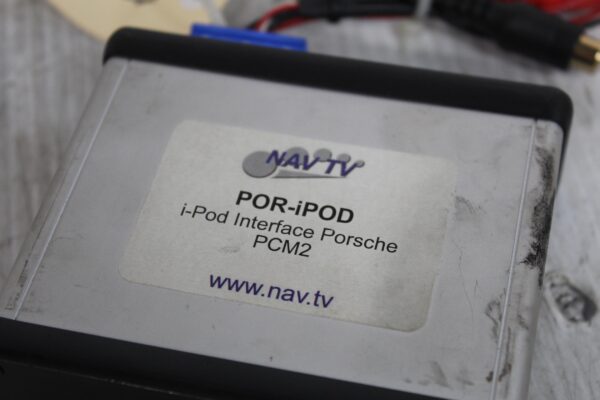 NAV TV
POR-iPOD
i-Pod Interface Porsche
PCM2
www.nav.tv